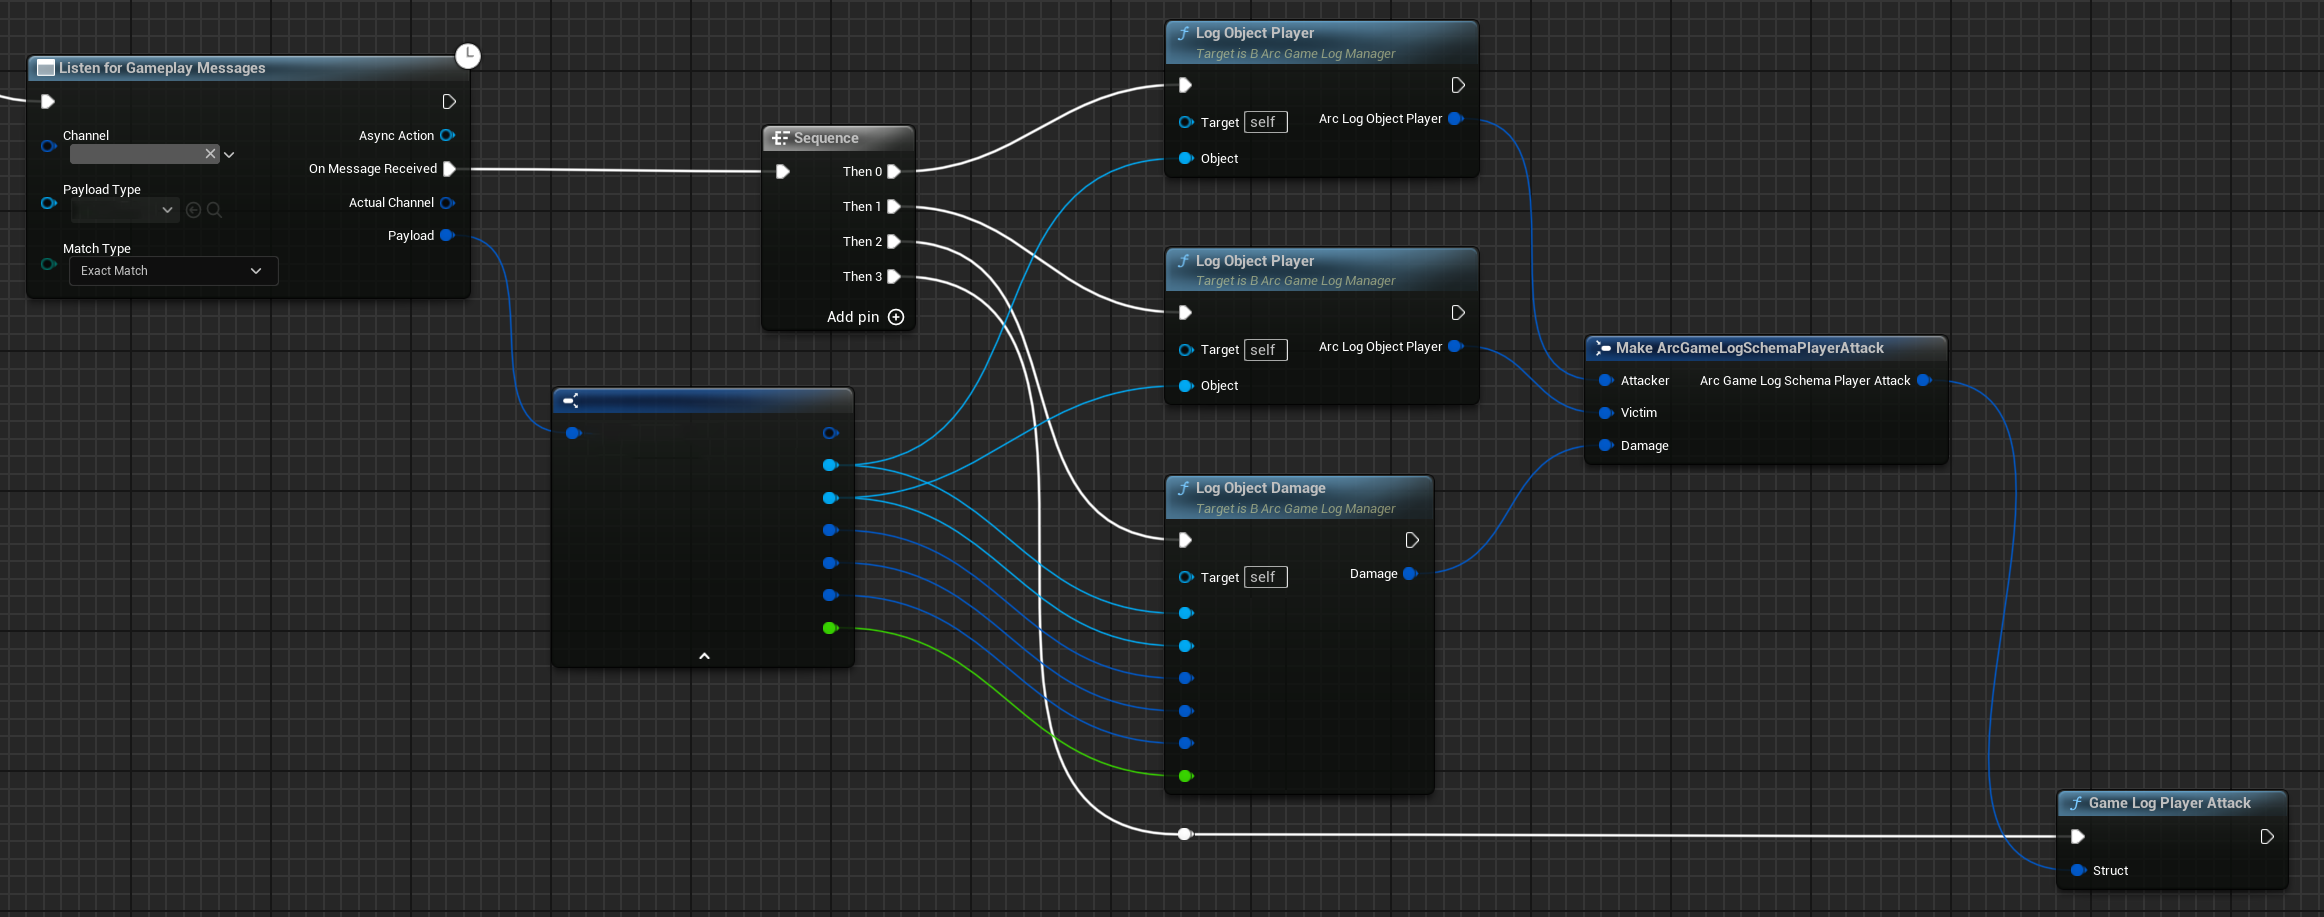 Listen for Gameplay Messages
Channel
Async Action
On Message Received
Payload Type
Actual Channel
Payload
Match Type
Exact Match
Sequence
Then 0
Then 1
Then 2
Then 3
Add pin
Log Object Player
Target is B Arc Game Log Manager
Target self
Arc Log Object Player
Object
Log Object Player
Target is B Arc Game Log Manager
Target self
Arc Log Object Player
Object
Log Object Damage
Target is B Arc Game Log Manager
Target self
Damage
Make ArcGameLogSchemaPlayerAttack
Attacker
Arc Game Log Schema Player Attack
Victim
Damage
Game Log Player Attack
Struct